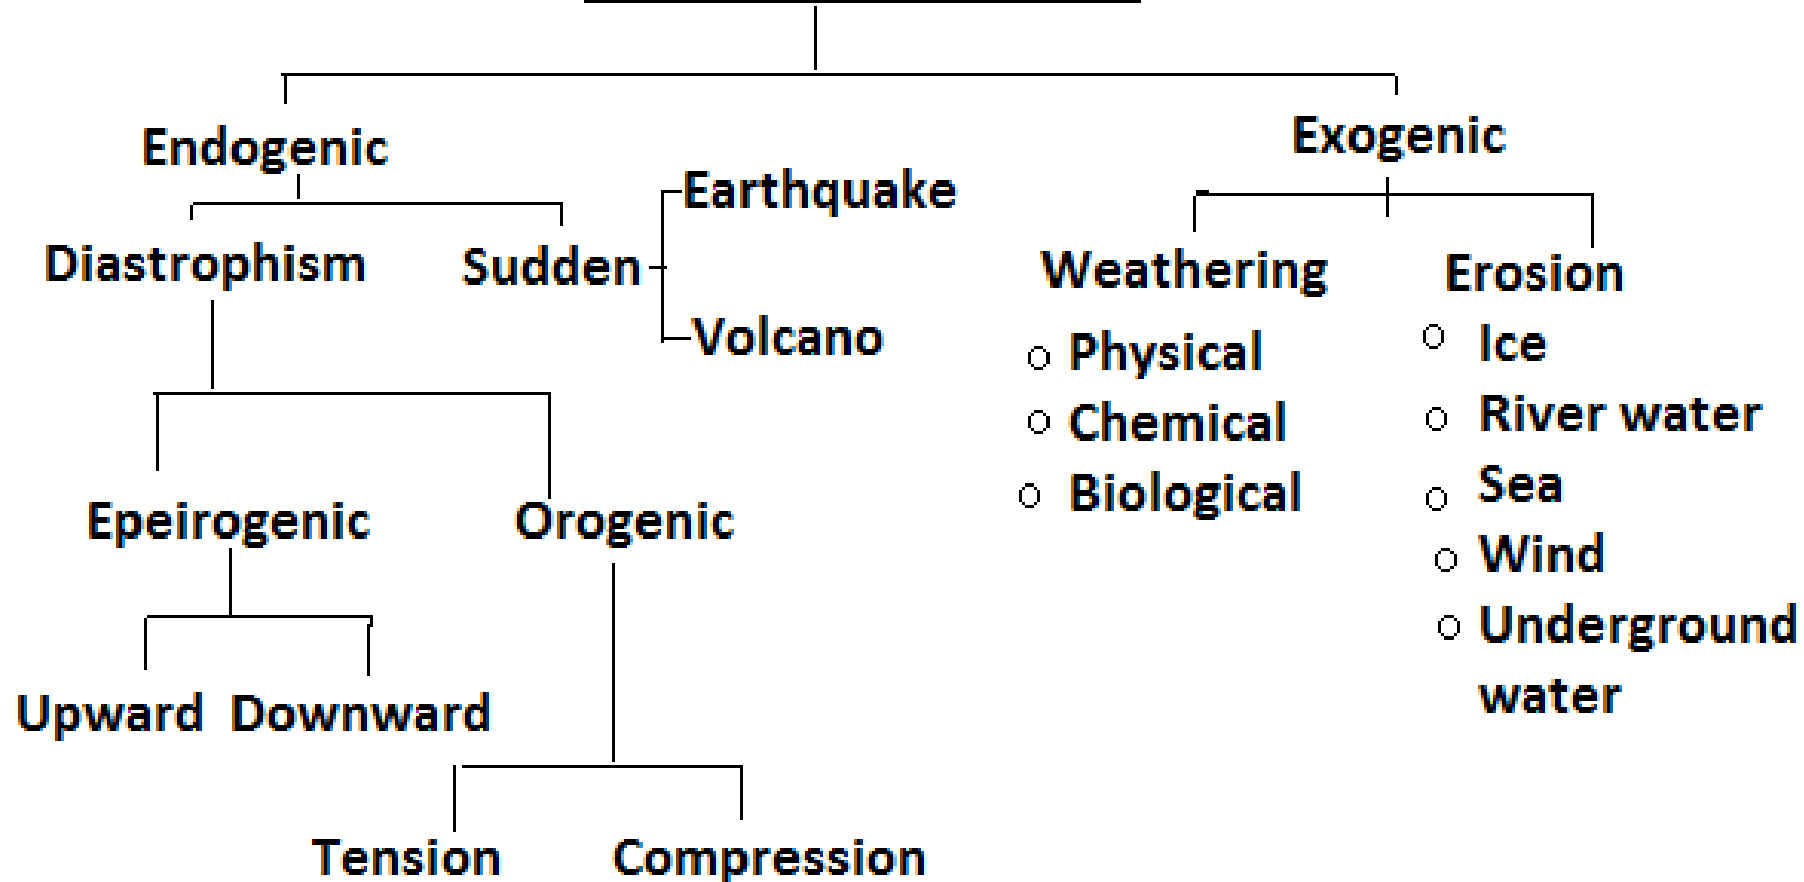 Endogenic
Exogenic
Earthquake
Diastrophism
Sudden
Volcano
Weathering
Physical
Chemical
Biological
Erosion
Ice
River water
Sea
Wind
Underground
water
Epeirogenic
Orogenic
Upward
Downward
Tension
Compression